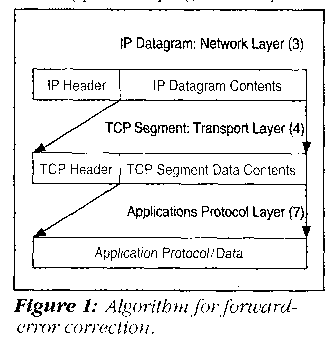 IP Datagram: Network Layer (3)
IP Header IP Datagram Contents
TCP Segment: Transport Layer (4)
TCP Header TCP Segment Data Contents
Applications Protocol Layer (7)
Application Protocol/Data
Figure 1: Algorithm for forward-
error correction.